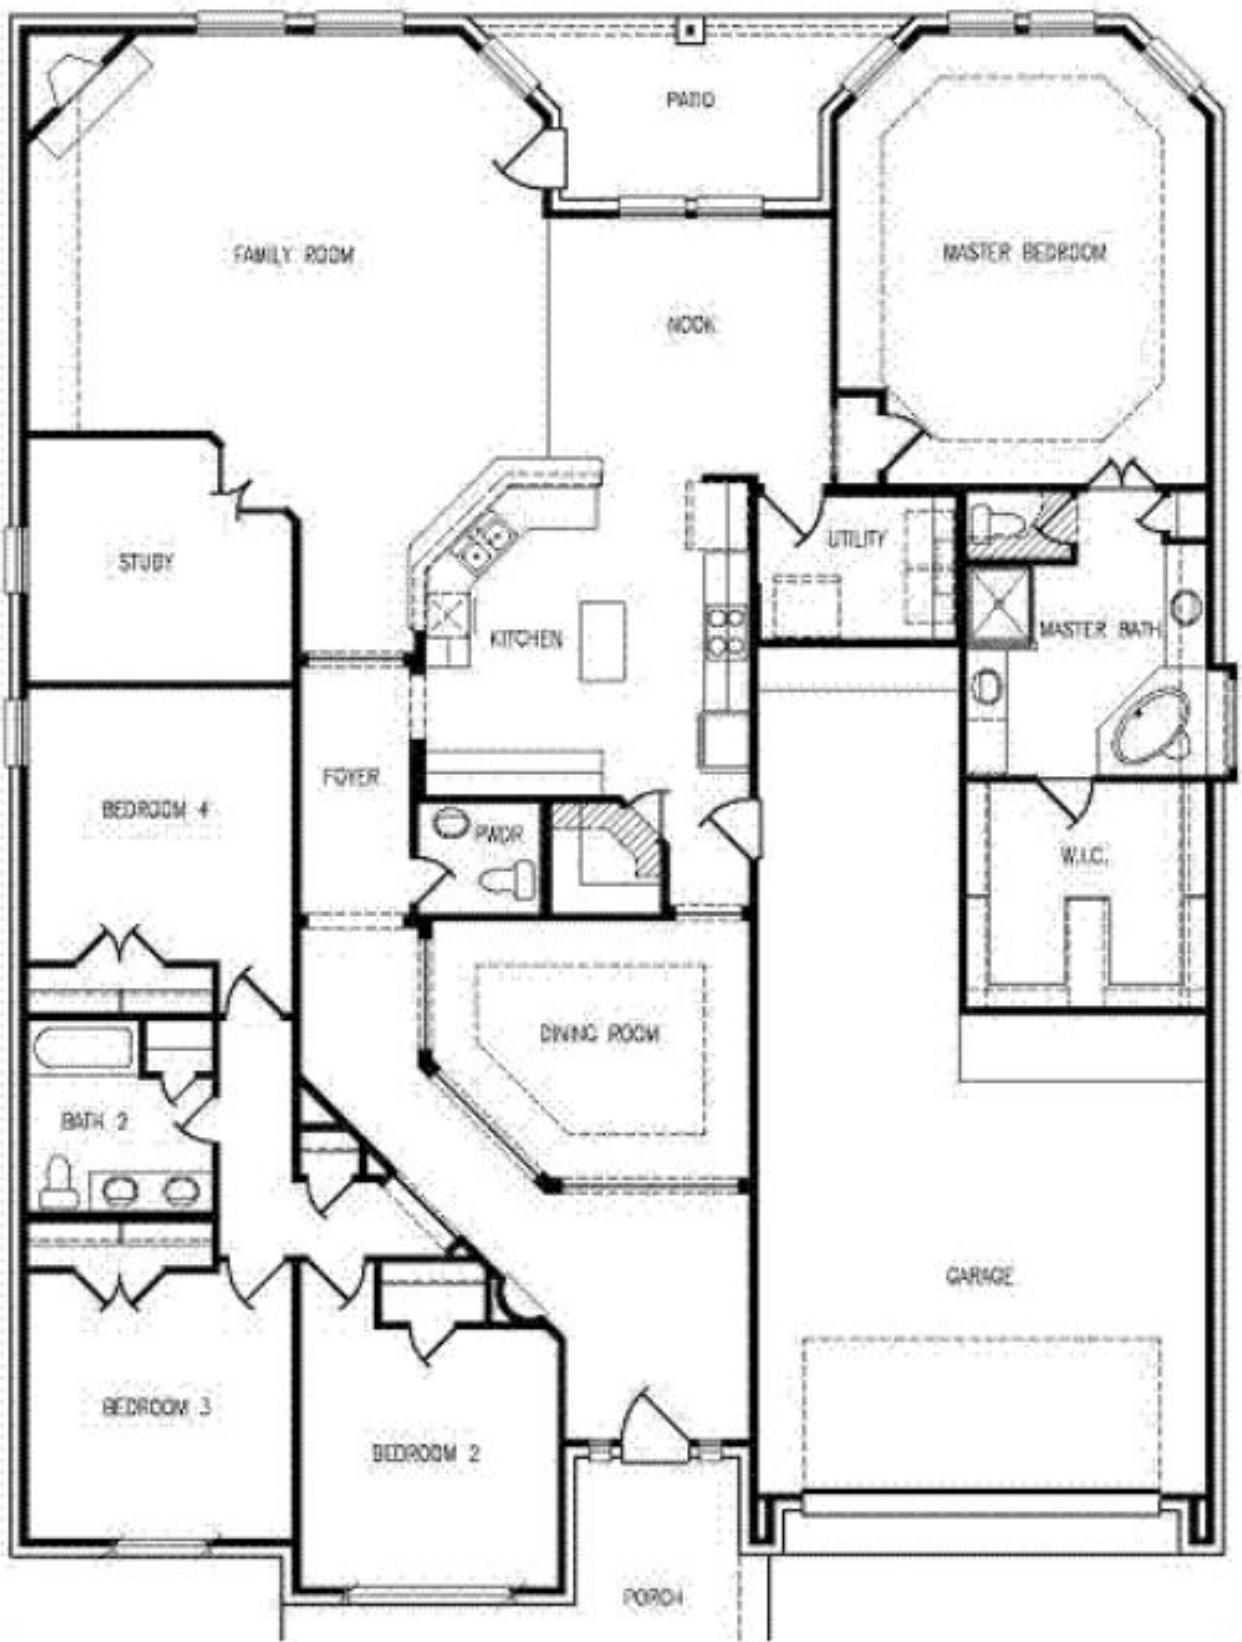 PATIO
FAMILY ROOM
MASTER BEDROOM
NOOK
STUDY
UTILITY
KITCHEN
MASTER BATH
FOYER
BEDROOM 4
PWDR
W.I.C.
DINING ROOM
BATH 2
GARAGE
BEDROOM 3
BEDROOM 2
PORCH